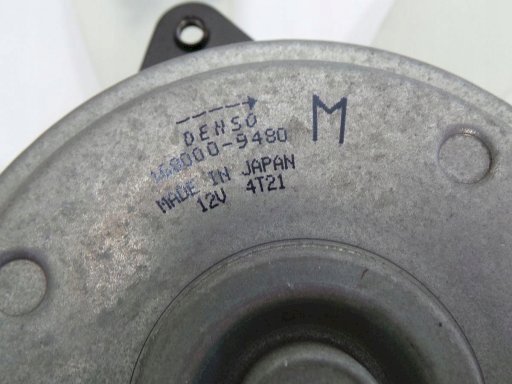 DENSO
168000-9480
M
MADE IN JAPAN
12V 4T21